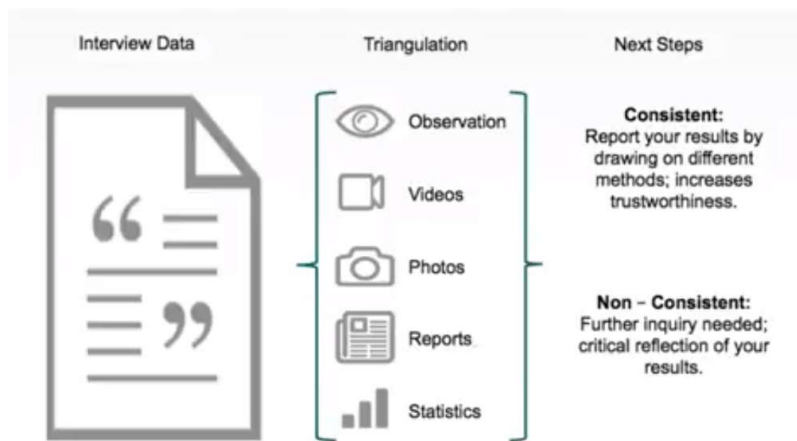 Interview Data
Triangulation
Next Steps
Observation
Videos
Photos
Reports
Statistics
Consistent:
Report your results by
drawing on different
methods; increases
trustworthiness.
Non – Consistent:
Further inquiry needed;
critical reflection of your
results.